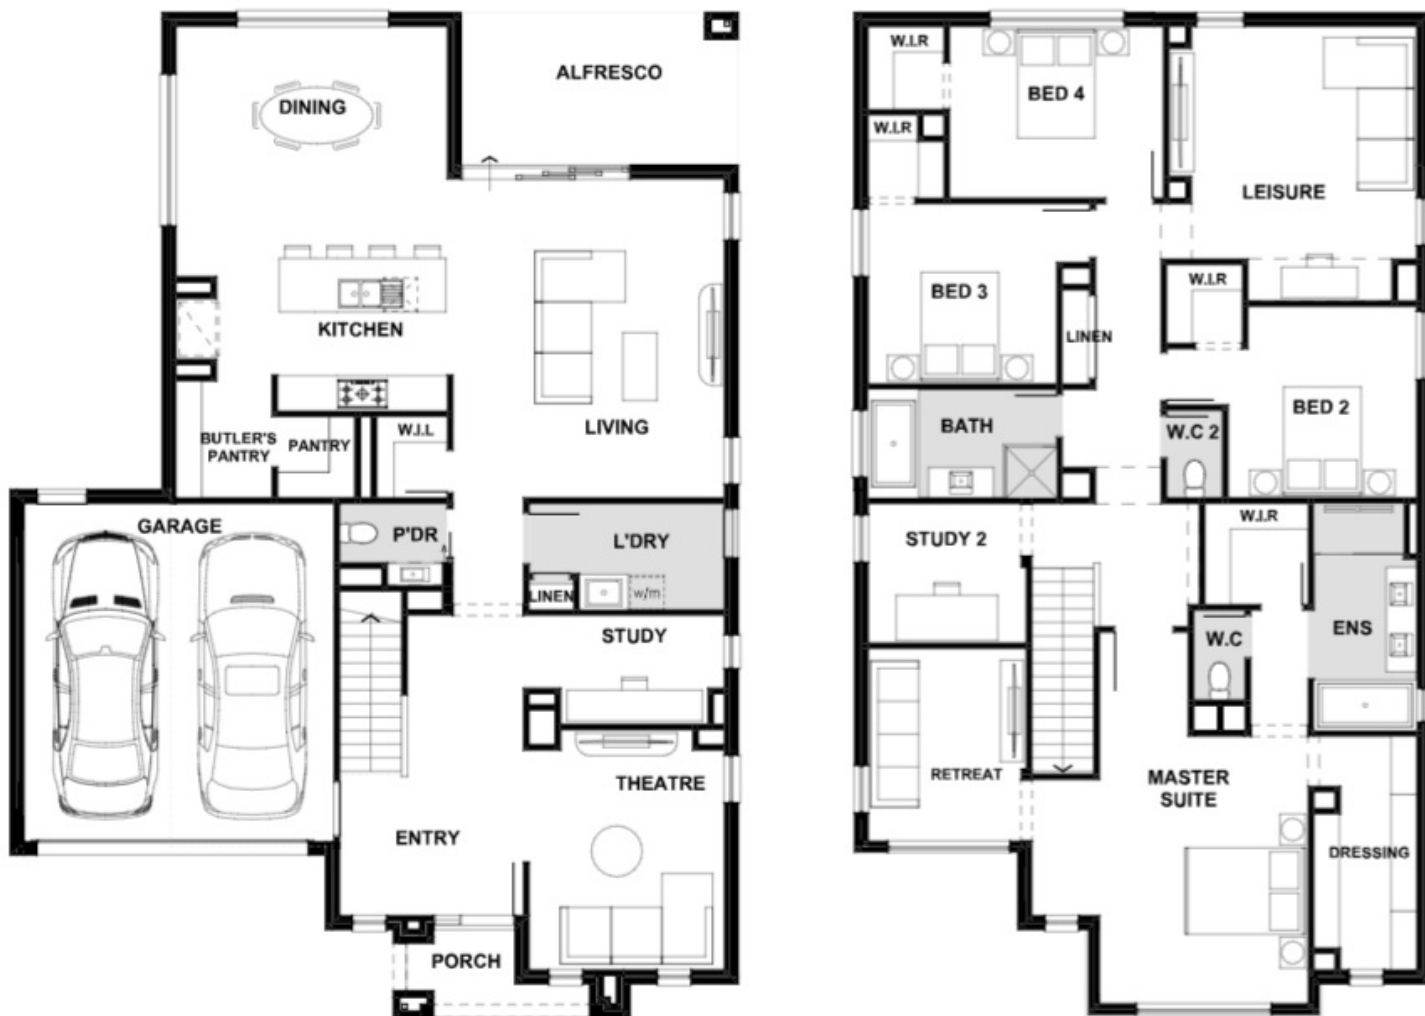 ALFRESCO
DINING
KITCHEN
LIVING
BUTLER'S
PANTRY
PANTRY
W.I.L
GARAGE
P'DR
L'DRY
LINEN
w/m
STUDY
THEATRE
ENTRY
PORCH
W.I.R
BED 4
W.I.R
LEISURE
BED 3
W.I.R
LINEN
BED 2
BATH
W.C 2
W.I.R
STUDY 2
W.C
ENS
RETREAT
MASTER
SUITE
DRESSING